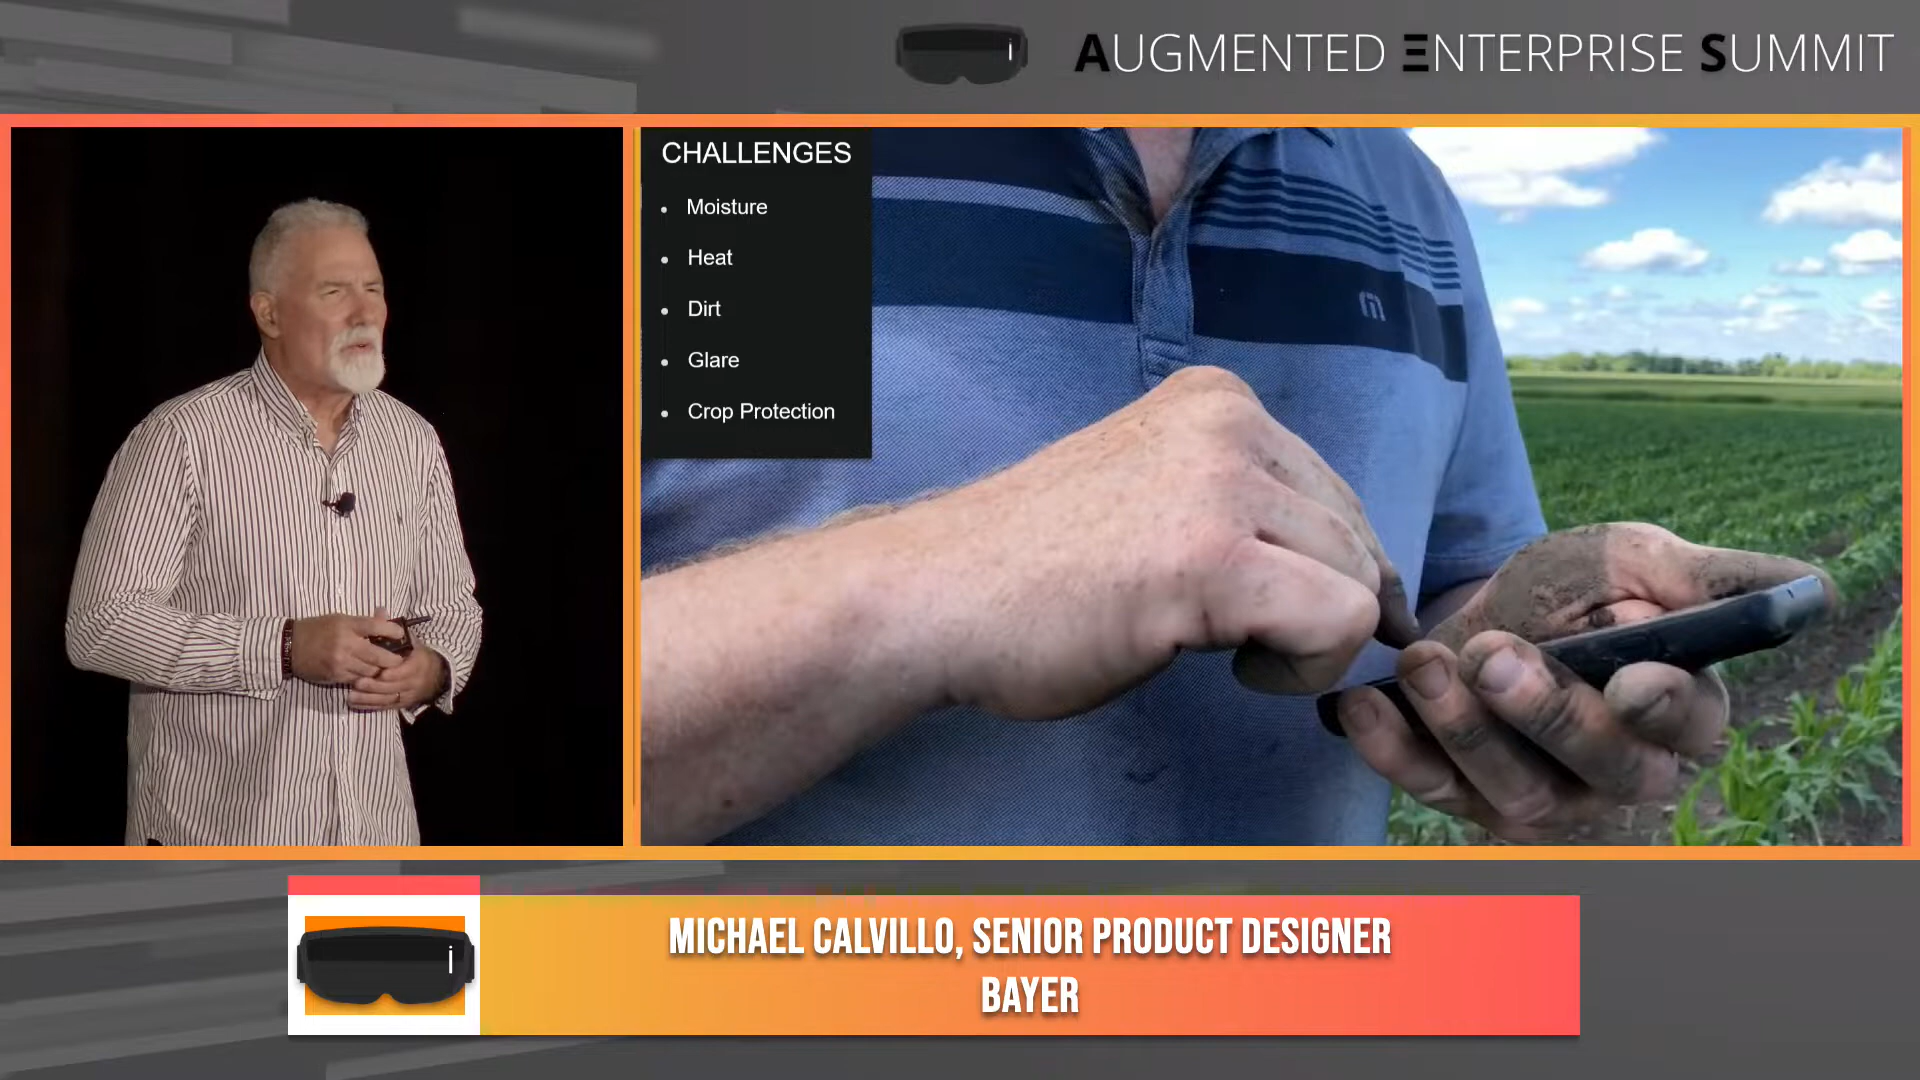 AUGMENTED ENTERPRISE SUMMIT
CHALLENGES
• Moisture
• Heat
• Dirt
• Glare
• Crop Protection
MICHAEL CALVILLO, SENIOR PRODUCT DESIGNER
BAYER